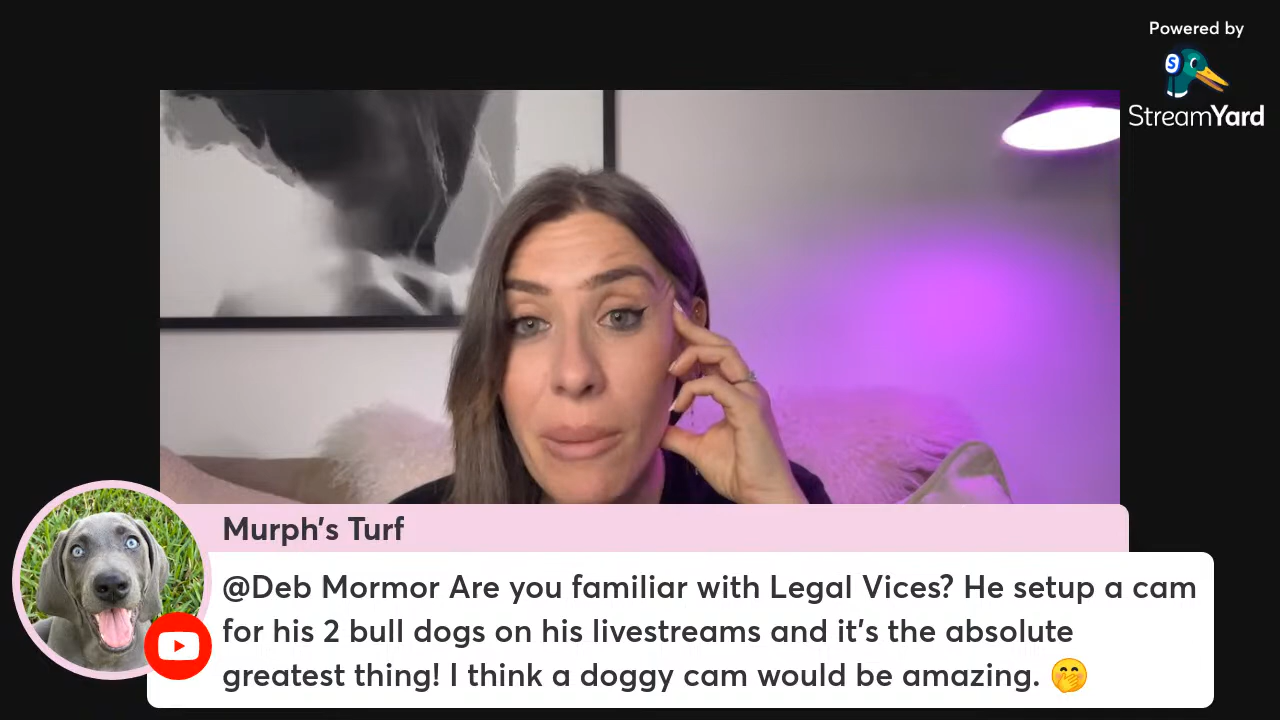 Powered by
StreamYard
Murph's Turf
@Deb Mormor Are you familiar with Legal Vices? He setup a cam
for his 2 bull dogs on his livestreams and it's the absolute
greatest thing! I think a doggy cam would be amazing. 🤭